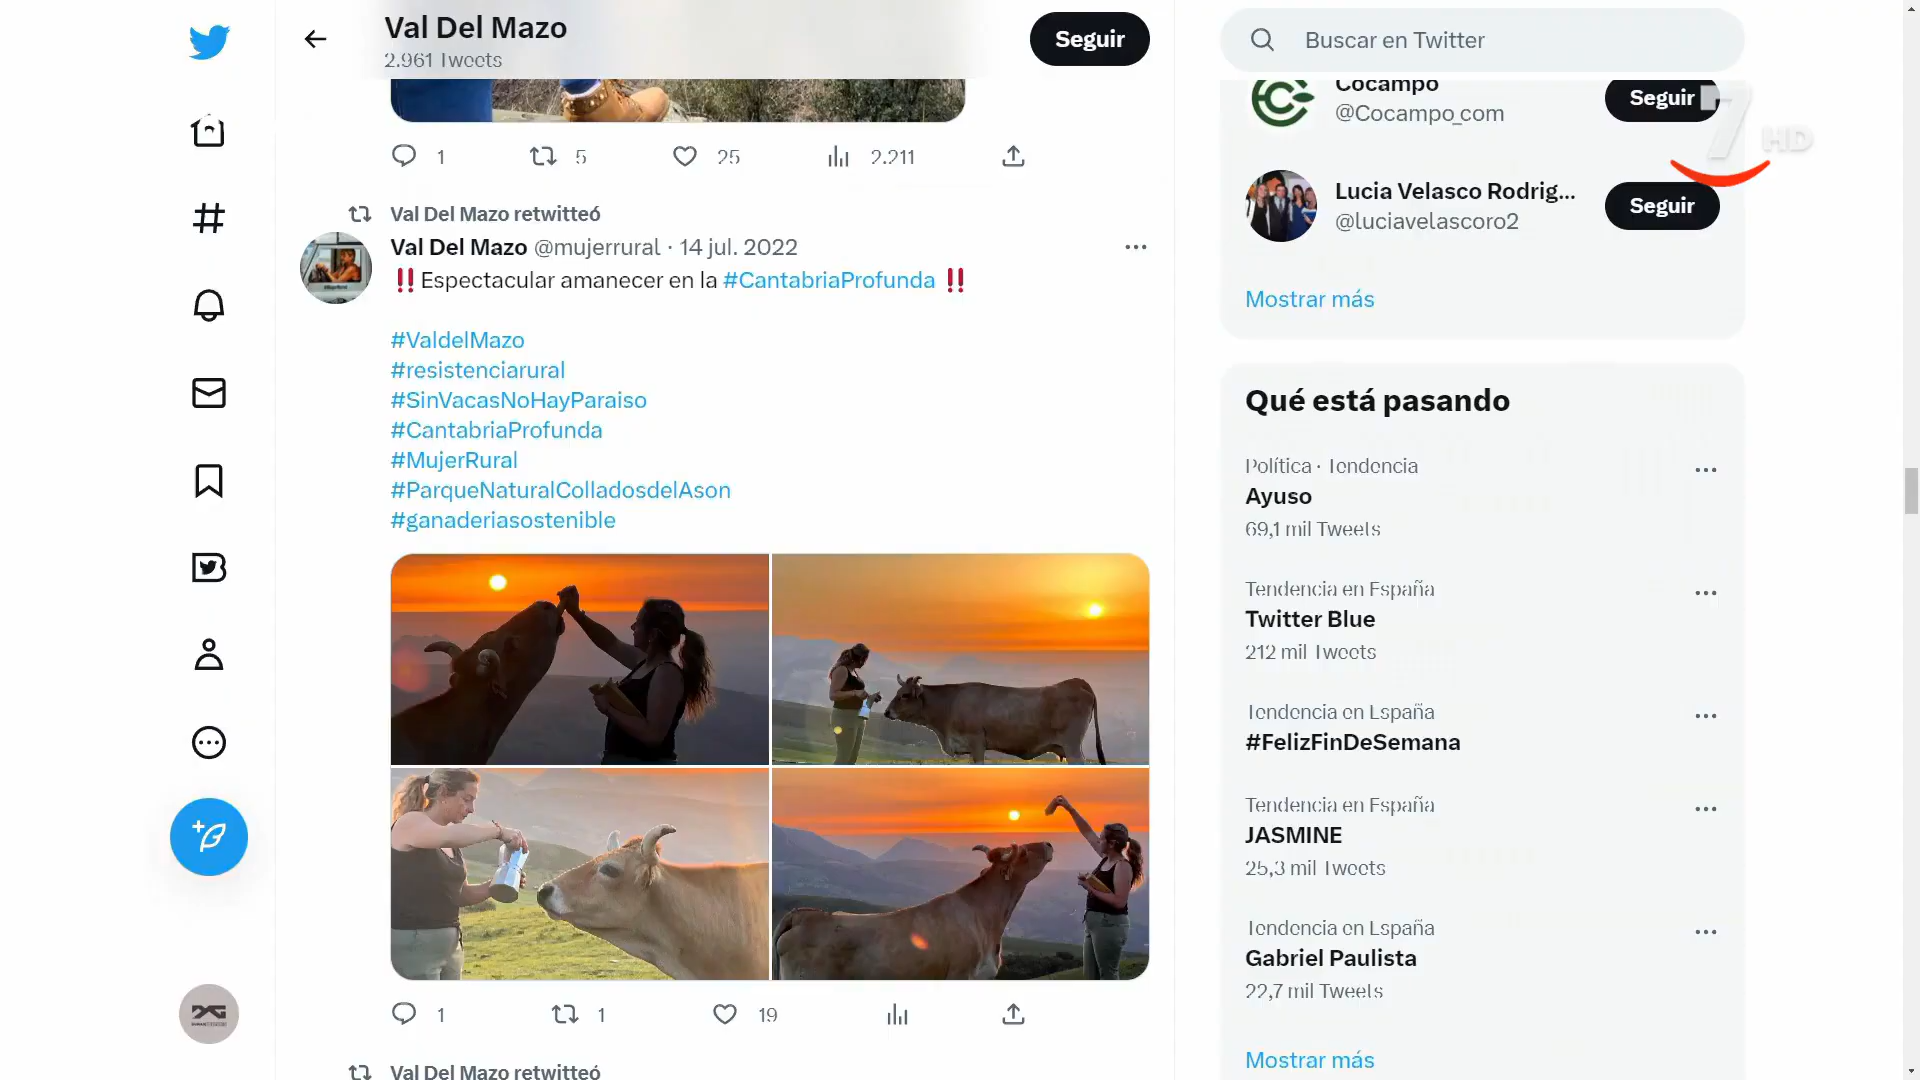 Val Del Mazo
2.961 Tweets
Seguir
1
5
25
2.211
Val Del Mazo retwitteó
Val Del Mazo @mujerrural · 14 jul. 2022
‼️Espectacular amanecer en la #CantabriaProfunda ‼️
#ValdelMazo
#resistenciarural
#SinVacasNoHayParaiso
#CantabriaProfunda
#MujerRural
#ParqueNaturalColladosdelAson
#ganaderiasostenible
1
1
19
Val Del Mazo retwitteó
Buscar en Twitter
Cocampo
@Cocampo_com
Seguir
7 HD
Lucia Velasco Rodrig...
@luciavelascoro2
Seguir
Mostrar más
Qué está pasando
Política · Tendencia
Ayuso
69,1 mil Tweets
Tendencia en España
Twitter Blue
212 mil Tweets
Tendencia en España
#FelizFinDeSemana
Tendencia en España
JASMINE
25,3 mil Tweets
Tendencia en España
Gabriel Paulista
22,7 mil Tweets
Mostrar más